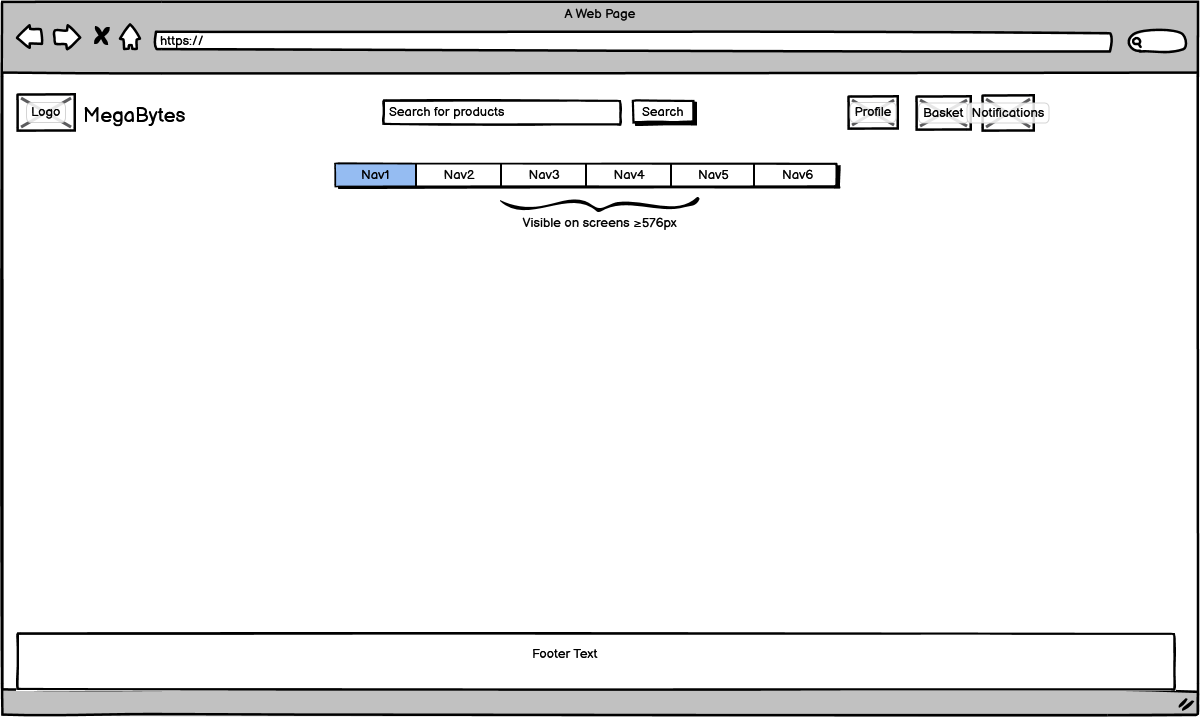 A Web Page
https://
Logo
MegaBytes
Search for products
Search
Profile
Basket
Notifications
Nav1
Nav2
Nav3
Nav4
Nav5
Nav6
Visible on screens ≥576px
Footer Text